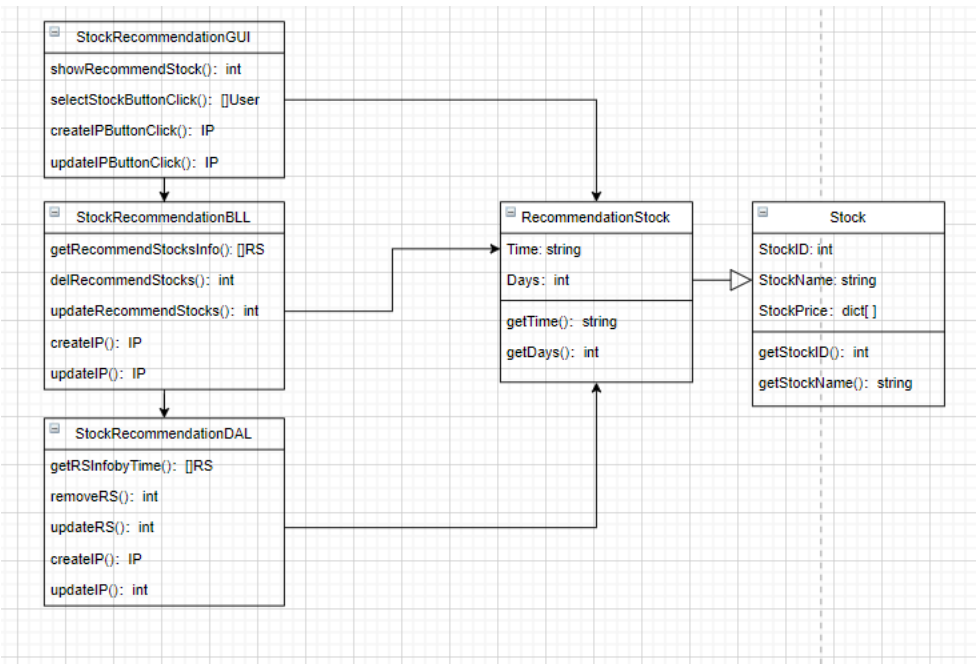 StockRecommendationGUI
showRecommendStock(): int
selectStockButtonClick(): []User
createIPButtonClick(): IP
updateIPButtonClick(): IP
StockRecommendationBLL
getRecommendStocksInfo(): []RS
delRecommendStocks(): int
updateRecommendStocks(): int
createIP(): IP
updateIP(): IP
StockRecommendationDAL
getRSInfobyTime(): []RS
removeRS(): int
updateRS(): int
createIP(): IP
updateIP(): int
RecommendationStock
Time: string
Days: int
getTime(): string
getDays(): int
Stock
StockID: int
StockName: string
StockPrice: dict[ ]
getStockID(): int
getStockName(): string